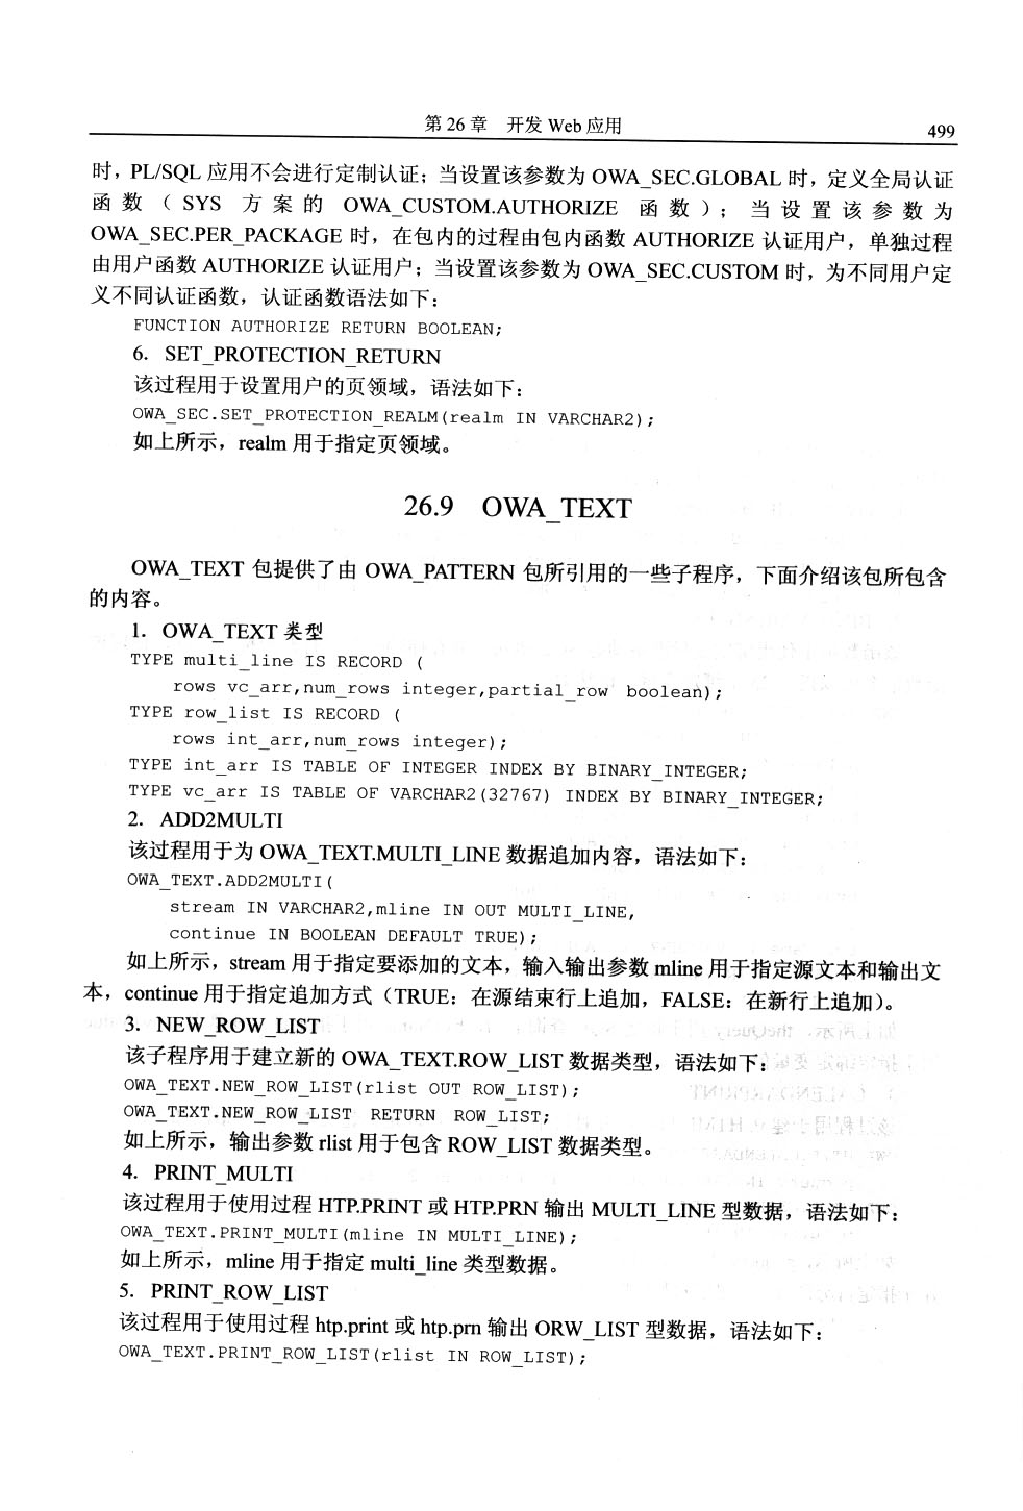 第 26 章 开发 Web 应用 499
时，PL/SQL 应用不会进行定制认证；当设置该参数为 OWA_SEC.GLOBAL 时，定义全局认证
函数（SYS 方案的 OWA_CUSTOM.AUTHORIZE 函数）；当设置该参数为
OWA_SEC.PER_PACKAGE 时，在包内的过程由包内函数 AUTHORIZE 认证用户，单独过程
由用户函数 AUTHORIZE 认证用户；当设置该参数为 OWA_SEC.CUSTOM 时，为不同用户定
义不同认证函数，认证函数语法如下：
FUNCTION AUTHORIZE RETURN BOOLEAN;
6. SET_PROTECTION_RETURN
该过程用于设置用户的页领域，语法如下：
OWA_SEC.SET_PROTECTION_REALM(realm IN VARCHAR2);
如上所示，realm 用于指定页领域。
26.9 OWA_TEXT
OWA_TEXT 包提供了由 OWA_PATTERN 包所引用的一些子程序，下面介绍该包所包含
的内容。
1. OWA_TEXT 类型
TYPE multi_line IS RECORD (
rows vc_arr,num_rows integer,partial_row boolean);
TYPE row_list IS RECORD (
rows int_arr,num_rows integer);
TYPE int_arr IS TABLE OF INTEGER INDEX BY BINARY_INTEGER;
TYPE vc_arr IS TABLE OF VARCHAR2(32767) INDEX BY BINARY_INTEGER;
2. ADD2MULTI
该过程用于为 OWA_TEXT.MULTI_LINE 数据追加内容，语法如下：
OWA_TEXT.ADD2MULTI(
stream IN VARCHAR2,mline IN OUT MULTI_LINE,
continue IN BOOLEAN DEFAULT TRUE);
如上所示，stream 用于指定要添加的文本，输入输出参数 mline 用于指定源文本和输出文
本，continue 用于指定追加方式（TRUE：在源结束行上追加，FALSE：在新行上追加）。
3. NEW_ROW_LIST
该子程序用于建立新的 OWA_TEXT.ROW_LIST 数据类型，语法如下：
OWA_TEXT.NEW_ROW_LIST(rlist OUT ROW_LIST);
OWA_TEXT.NEW_ROW_LIST RETURN ROW_LIST;
如上所示，输出参数 rlist 用于包含 ROW_LIST 数据类型。
4. PRINT_MULTI
该过程用于使用过程 HTP.PRINT 或 HTP.PRN 输出 MULTI_LINE 型数据，语法如下：
OWA_TEXT.PRINT_MULTI(mline IN MULTI_LINE);
如上所示，mline 用于指定 multi_line 类型数据。
5. PRINT_ROW_LIST
该过程用于使用过程 htp.print 或 htp.prn 输出 ORW_LIST 型数据，语法如下：
OWA_TEXT.PRINT_ROW_LIST(rlist IN ROW_LIST);